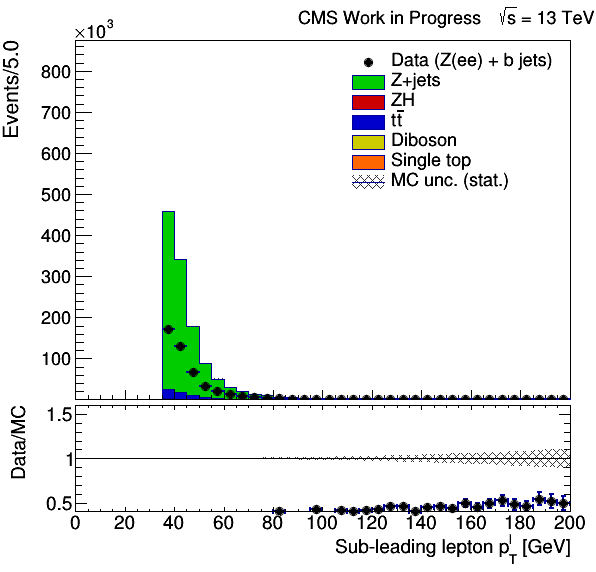 CMS Work in Progress √s = 13 TeV
×10³
Events/5.0
800
700
600
500
400
300
200
100
Data (Z(ee) + b jets)
Z+jets
ZH
tt̅
Diboson
Single top
MC unc. (stat.)
Data/MC
1.5
1
0.5
0 20 40 60 80 100 120 140 160 180 200
Sub-leading lepton p_T^l [GeV]